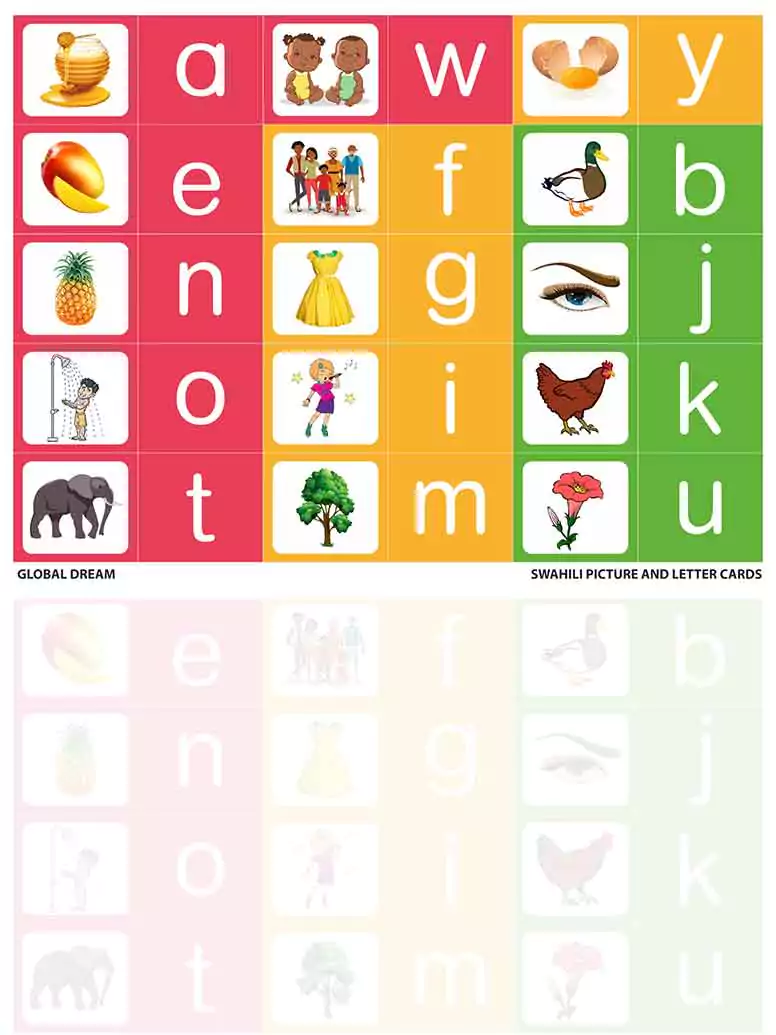 a w y
e f b
n g j
o i k
t m u
GLOBAL DREAM SWAHILI PICTURE AND LETTER CARDS
e f b
n g j
o i k
t m u